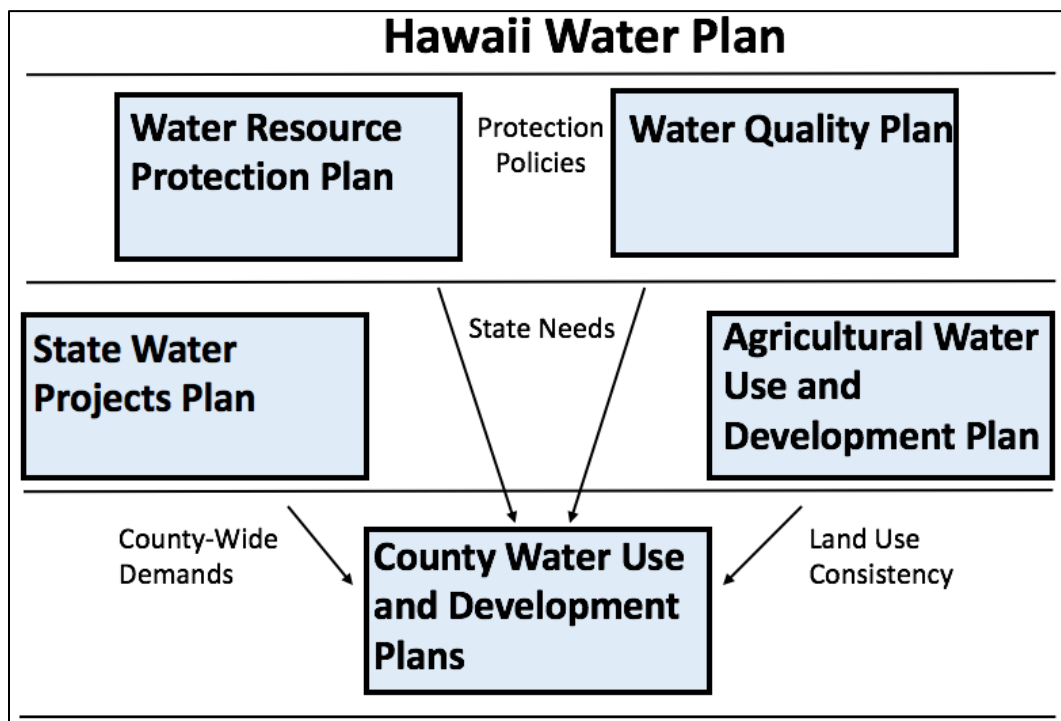 Hawaii Water Plan
Water Resource
Protection Plan
Protection
Policies
Water Quality Plan
State Water
Projects Plan
State Needs
Agricultural Water
Use and
Development Plan
County-Wide
Demands
County Water Use
and Development
Plans
Land Use
Consistency